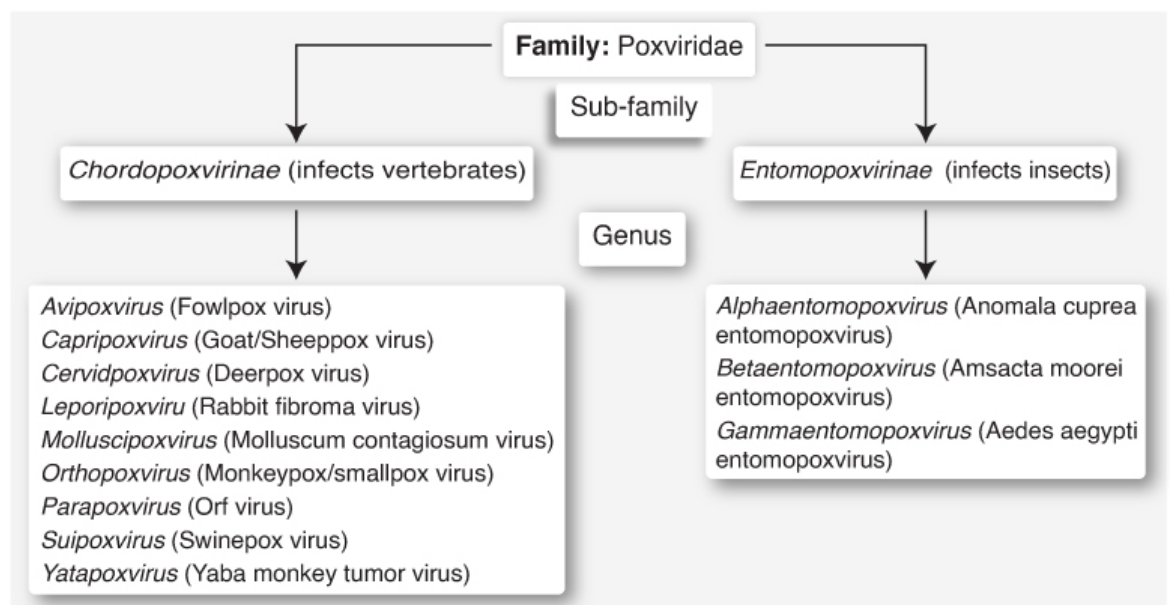 Family: Poxviridae
Sub-family
Chordopoxvirinae (infects vertebrates)
Entomopoxvirinae (infects insects)
Genus
Avipoxvirus (Fowlpox virus)
Capripoxvirus (Goat/Sheeppox virus)
Cervidpoxvirus (Deerpox virus)
Leporipoxviru (Rabbit fibroma virus)
Molluscipoxvirus (Molluscum contagiosum virus)
Orthopoxvirus (Monkeypox/smallpox virus)
Parapoxvirus (Orf virus)
Suipoxvirus (Swinepox virus)
Yatapoxvirus (Yaba monkey tumor virus)
Alphaentomopoxvirus (Anomala cuprea
entomopoxvirus)
Betaentomopoxvirus (Amsacta moorei
entomopoxvirus)
Gammaentomopoxvirus (Aedes aegypti
entomopoxvirus)